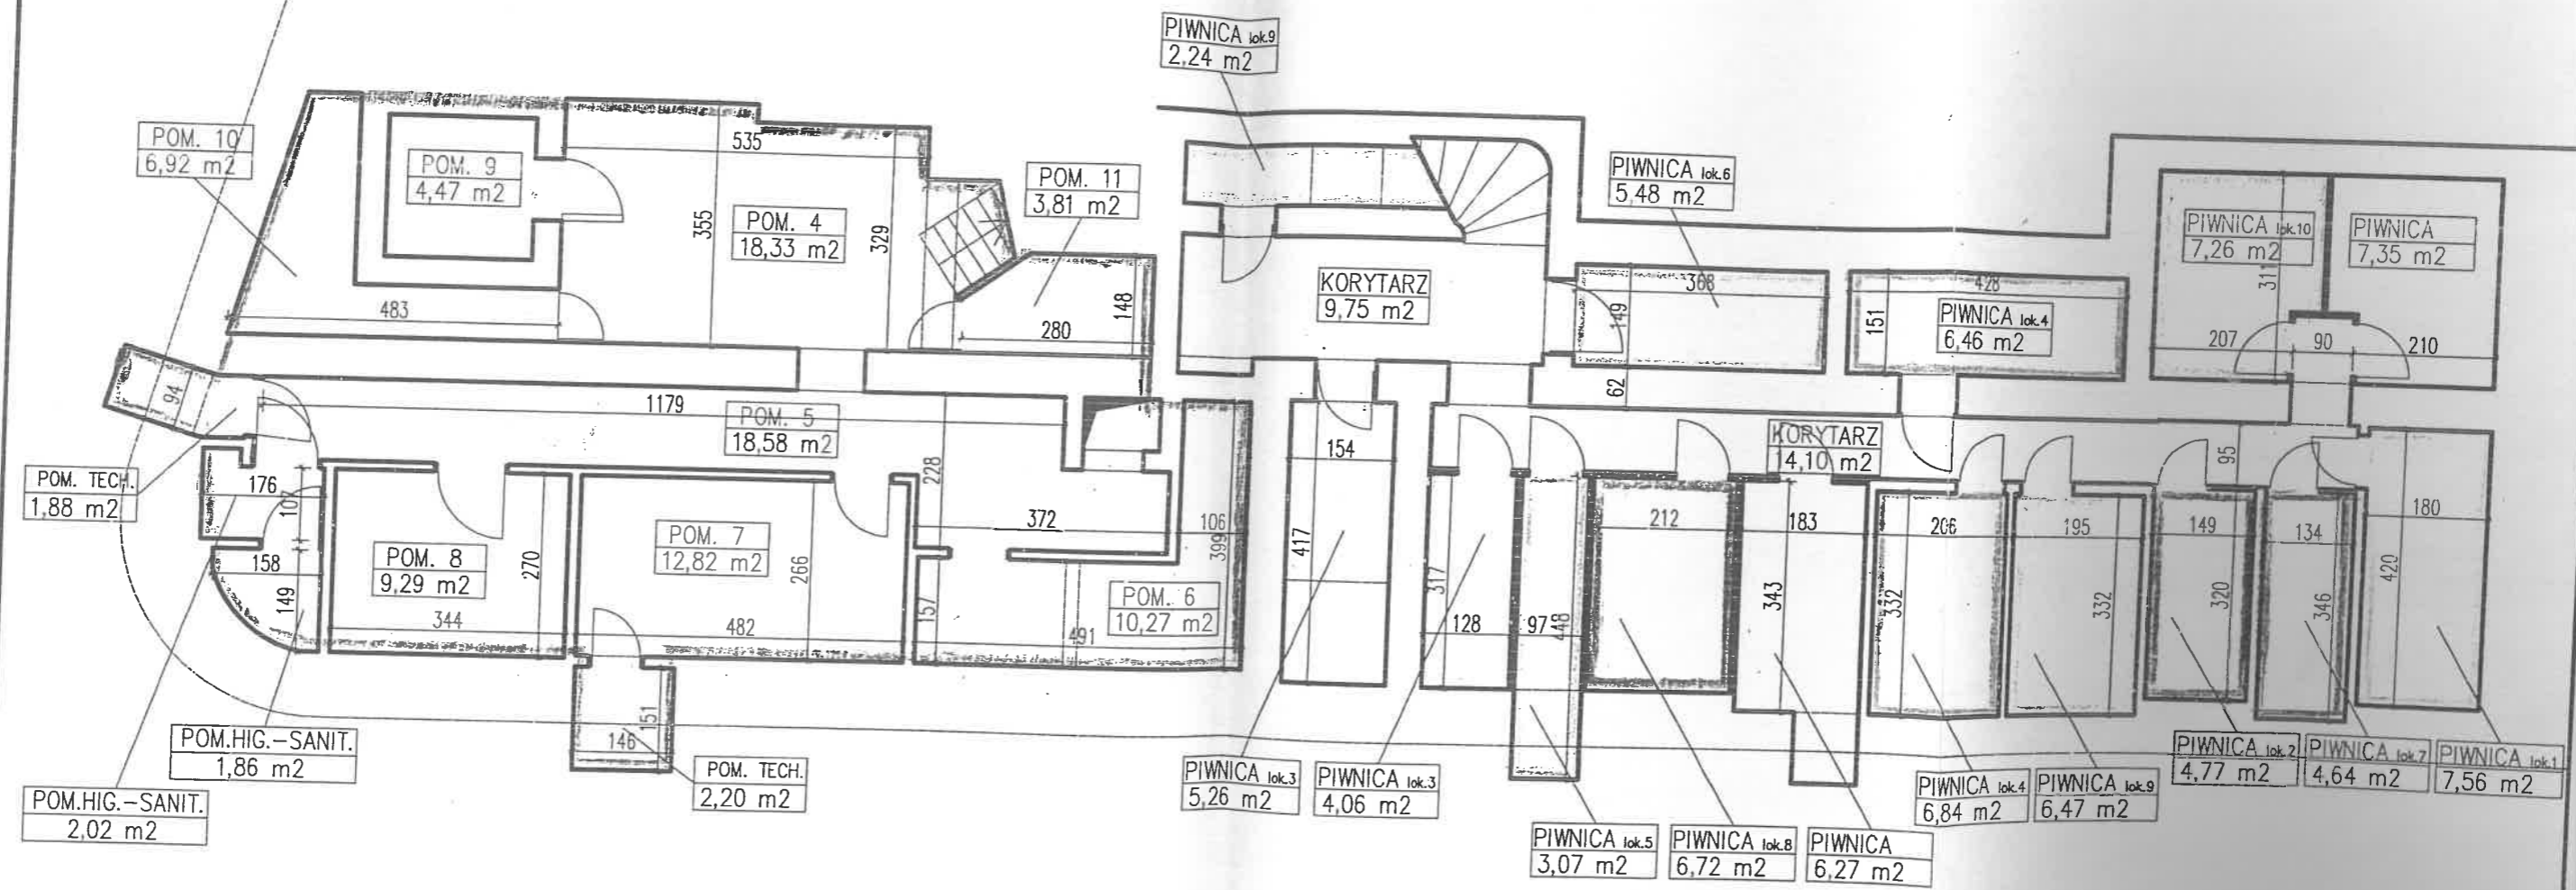 PIWNICA lok.9
2,24 m2
POM. 10
6,92 m2
POM. 9
4,47 m2
535
355
POM. 4
18,33 m2
329
POM. 11
3,81 m2
148
280
483
PIWNICA lok.6
5,48 m2
KORYTARZ
9,75 m2
368
149
62
428
151
PIWNICA lok.4
6,46 m2
PIWNICA lok.10
7,26 m2
311
PIWNICA
7,35 m2
207
90
210
94
1179
POM. 5
18,58 m2
228
POM. TECH.
1,88 m2
176
107
158
149
POM. 8
9,29 m2
270
344
POM. 7
12,82 m2
266
482
372
106
399
157
POM. 6
10,27 m2
491
154
417
KORYTARZ
14,10 m2
95
317
128
97
448
212
183
343
206
332
195
332
149
320
134
346
180
420
151
146
POM.HIG.-SANIT.
1,86 m2
POM.HIG.-SANIT.
2,02 m2
POM. TECH.
2,20 m2
PIWNICA lok.3
5,26 m2
PIWNICA lok.3
4,06 m2
PIWNICA lok.5
3,07 m2
PIWNICA lok.8
6,72 m2
PIWNICA
6,27 m2
PIWNICA lok.4
6,84 m2
PIWNICA lok.9
6,47 m2
PIWNICA lok.2
4,77 m2
PIWNICA lok.7
4,64 m2
PIWNICA lok.1
7,56 m2